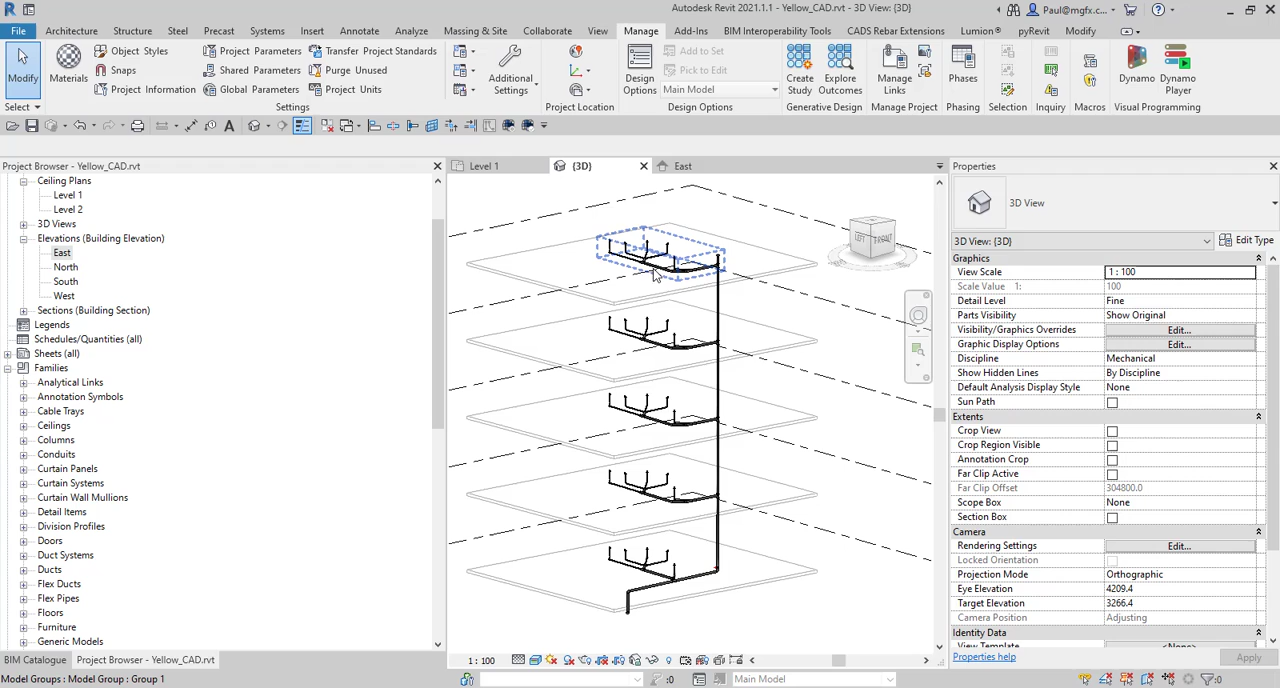 Autodesk Revit 2021.1.1 - Yellow_CAD.rvt - 3D View: {3D}
Paul@mgfx.c...
File Architecture Structure Steel Precast Systems Insert Annotate Analyze Massing & Site Collaborate View Manage Add-Ins BIM Interoperability Tools CADS Rebar Extensions Lumion® pyRevit Modify
Modify
Select
Materials
Object Styles
Snaps
Project Information
Project Parameters
Shared Parameters
Global Parameters
Transfer Project Standards
Purge Unused
Project Units
Additional Settings
Settings
Project Location
Design Options
Add to Set
Pick to Edit
Main Model
Design Options
Create Study
Explore Outcomes
Generative Design
Manage Links
Manage Project
Phases
Phasing
Selection
Inquiry
Macros
Dynamo
Dynamo Player
Visual Programming
Project Browser - Yellow_CAD.rvt
Ceiling Plans
Level 1
Level 2
3D Views
Elevations (Building Elevation)
East
North
South
West
Sections (Building Section)
Legends
Schedules/Quantities (all)
Sheets (all)
Families
Analytical Links
Annotation Symbols
Cable Trays
Ceilings
Columns
Conduits
Curtain Panels
Curtain Systems
Curtain Wall Mullions
Detail Items
Division Profiles
Doors
Duct Systems
Ducts
Flex Ducts
Flex Pipes
Floors
Furniture
Generic Models
BIM Catalogue
Project Browser - Yellow_CAD.rvt
Level 1
{3D}
East
LEFT
FRONT
1 : 100
Properties
3D View
3D View: {3D}
Edit Type
Graphics
View Scale 1 : 100
Scale Value 1: 100
Detail Level Fine
Parts Visibility Show Original
Visibility/Graphics Overrides Edit...
Graphic Display Options Edit...
Discipline Mechanical
Show Hidden Lines By Discipline
Default Analysis Display Style None
Sun Path
Extents
Crop View
Crop Region Visible
Annotation Crop
Far Clip Active
Far Clip Offset 304800.0
Scope Box None
Section Box
Camera
Rendering Settings Edit...
Locked Orientation
Projection Mode Orthographic
Eye Elevation 4209.4
Target Elevation 3266.4
Camera Position Adjusting
Identity Data
View Template <None>
Properties help
Apply
Model Groups : Model Group : Group 1
:0
Main Model
:0